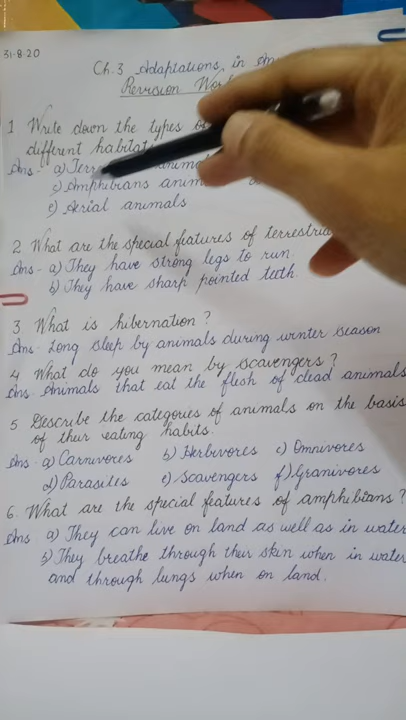 31-8-20
Ch.3 Adaptations, in
Revision
1 Write down the types
different
Ans - a)
c) Amphibians
e) Aerial animals
2 What are the special features of
Ans - a) They have strong legs to run.
b) They have sharp pointed teeth.
3 What is hibernation?
Ans - Long sleep by animals during winter season
4 What do you mean by scavengers?
Ans - Animals that eat the flesh of dead animals
5 Describe the categories of animals on the basis
of their eating habits.
Ans a) Carnivores b) Herbivores c) Omnivores
d) Parasites e) Scavengers f) Granivores
6. What are the special features of amphibians?
Ans a) They can live on land as well as in water
b) They breathe through their skin when in water
and through lungs when on land.